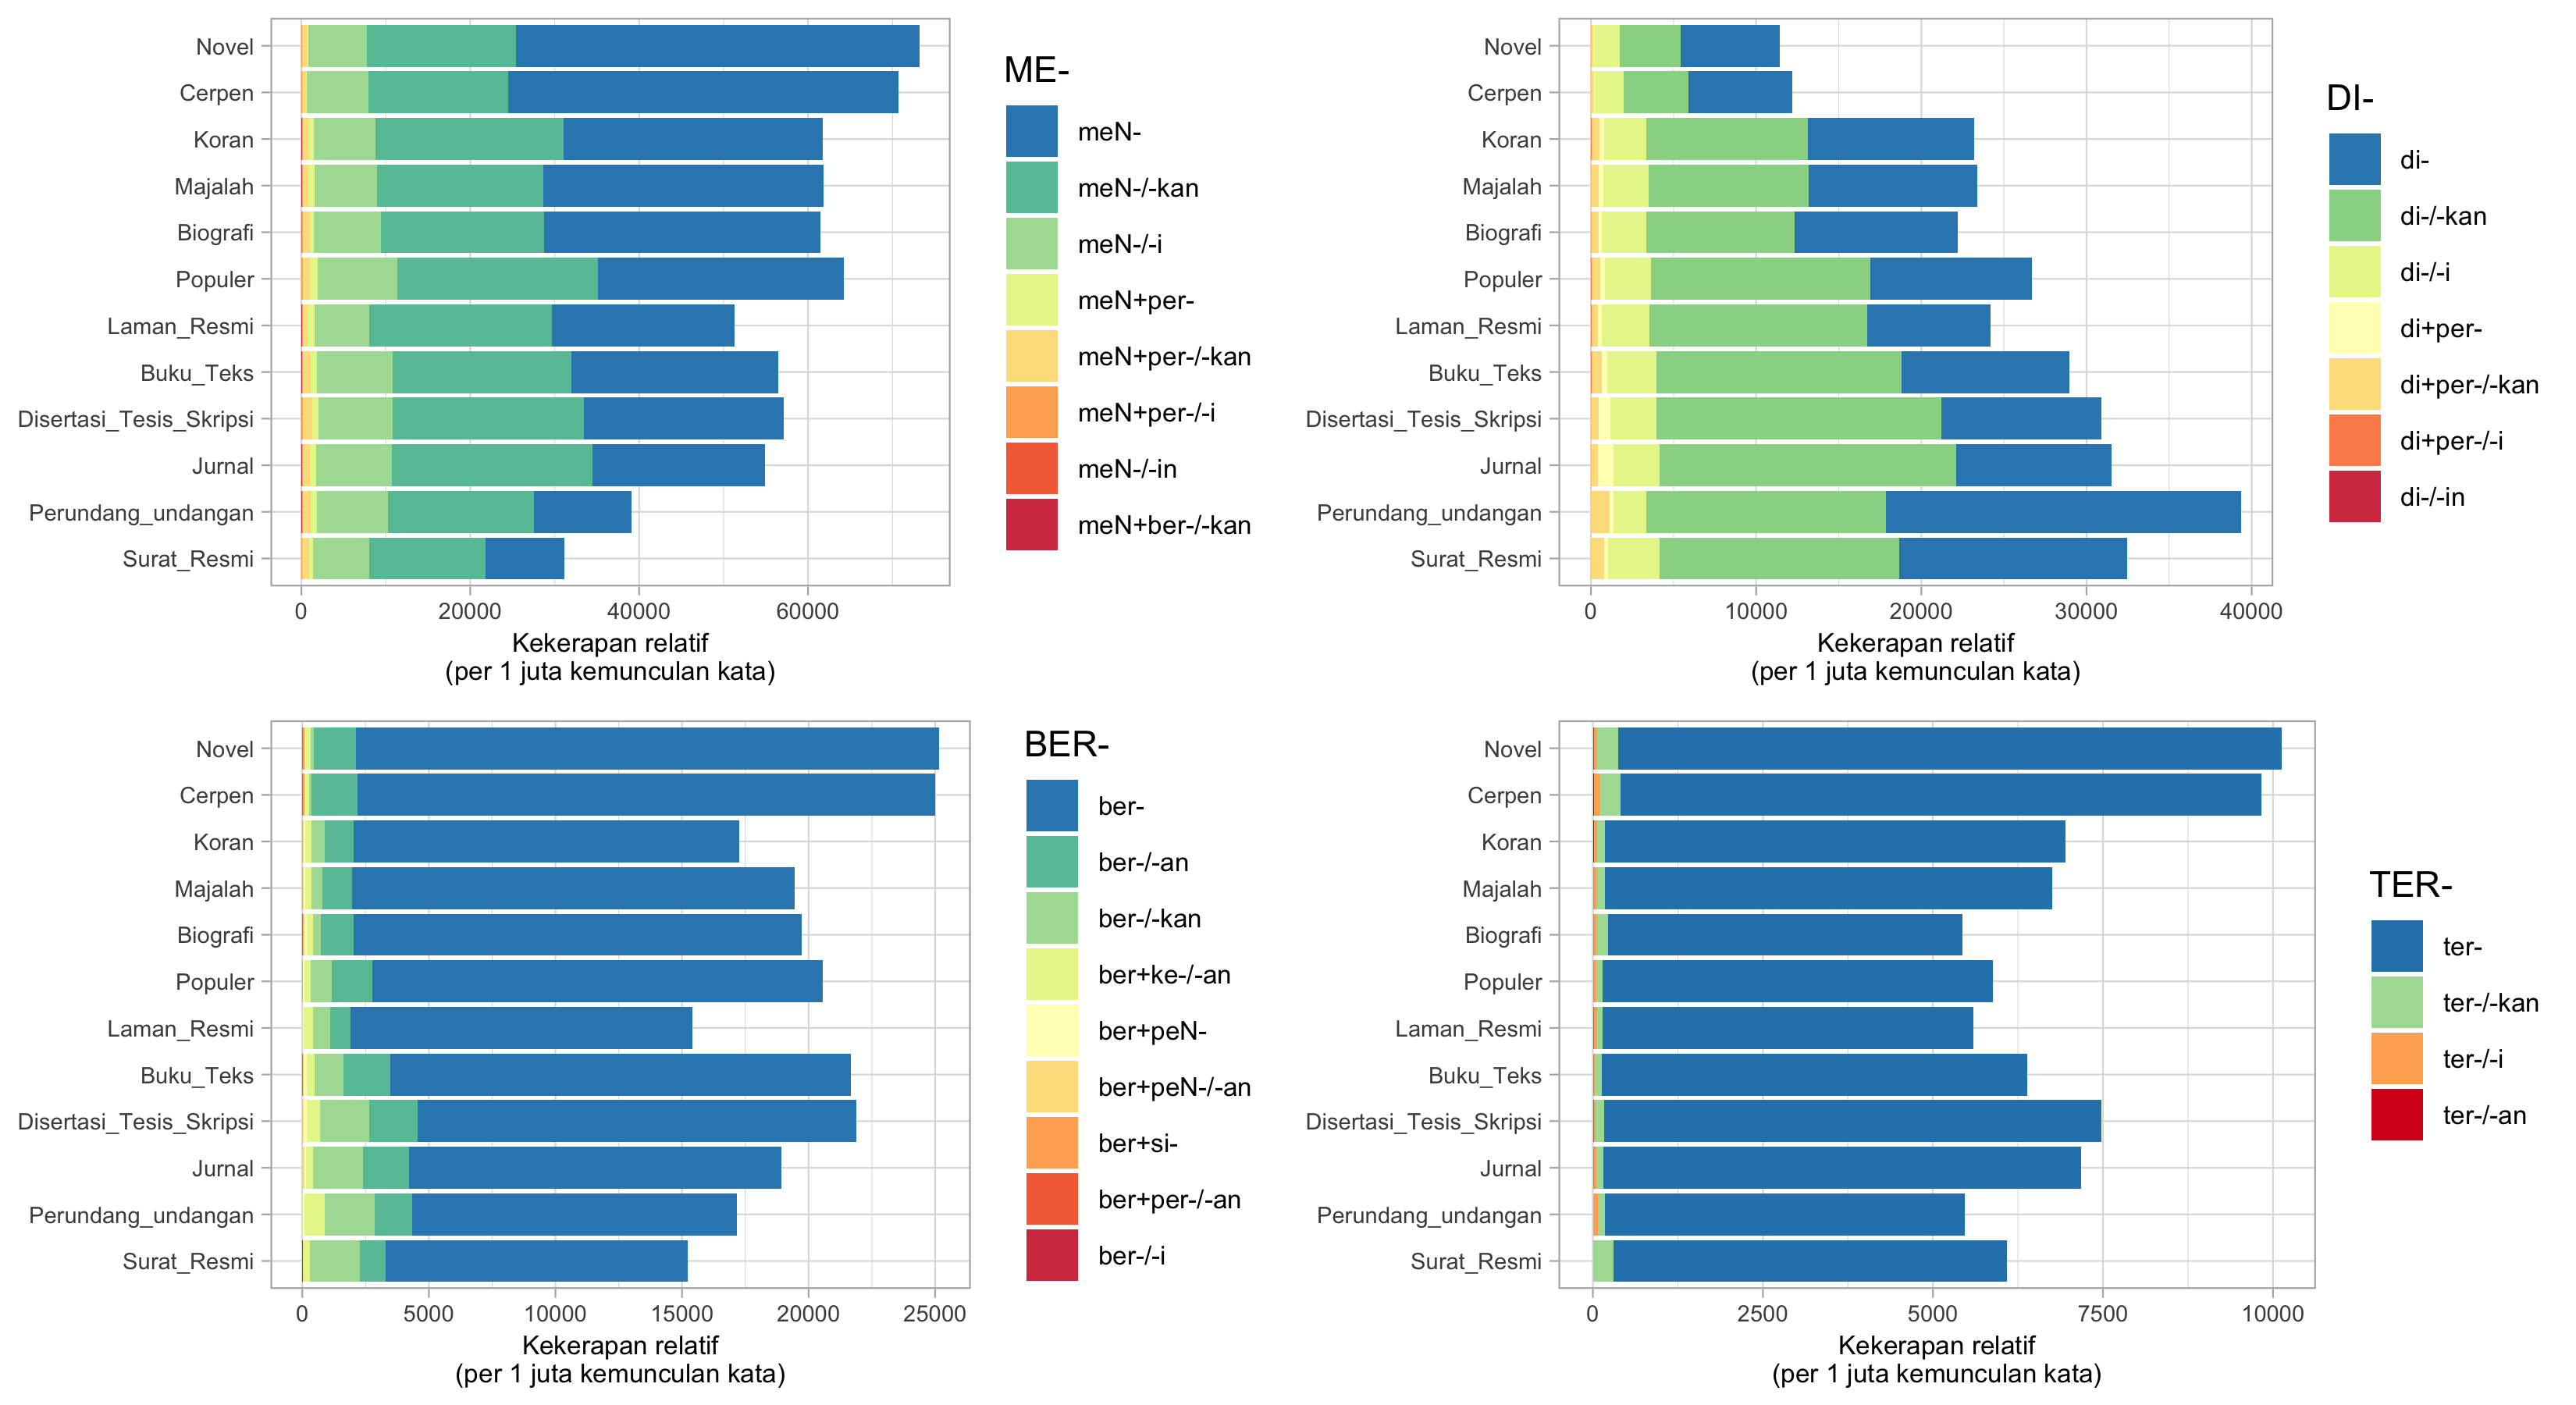 Novel
Cerpen
Koran
Majalah
Biografi
Populer
Laman_Resmi
Buku_Teks
Disertasi_Tesis_Skripsi
Jurnal
Perundang_undangan
Surat_Resmi
0 20000 40000 60000
Kekerapan relatif
(per 1 juta kemunculan kata)
ME-
meN-
meN-/-kan
meN-/-i
meN+per-
meN+per-/-kan
meN+per-/-i
meN-/-in
meN+ber-/-kan
Novel
Cerpen
Koran
Majalah
Biografi
Populer
Laman_Resmi
Buku_Teks
Disertasi_Tesis_Skripsi
Jurnal
Perundang_undangan
Surat_Resmi
0 10000 20000 30000 40000
Kekerapan relatif
(per 1 juta kemunculan kata)
DI-
di-
di-/-kan
di-/-i
di+per-
di+per-/-kan
di+per-/-i
di-/-in
Novel
Cerpen
Koran
Majalah
Biografi
Populer
Laman_Resmi
Buku_Teks
Disertasi_Tesis_Skripsi
Jurnal
Perundang_undangan
Surat_Resmi
0 5000 10000 15000 20000 25000
Kekerapan relatif
(per 1 juta kemunculan kata)
BER-
ber-
ber-/-an
ber-/-kan
ber+ke-/-an
ber+peN-
ber+peN-/-an
ber+si-
ber+per-/-an
ber-/-i
Novel
Cerpen
Koran
Majalah
Biografi
Populer
Laman_Resmi
Buku_Teks
Disertasi_Tesis_Skripsi
Jurnal
Perundang_undangan
Surat_Resmi
0 2500 5000 7500 10000
Kekerapan relatif
(per 1 juta kemunculan kata)
TER-
ter-
ter-/-kan
ter-/-i
ter-/-an